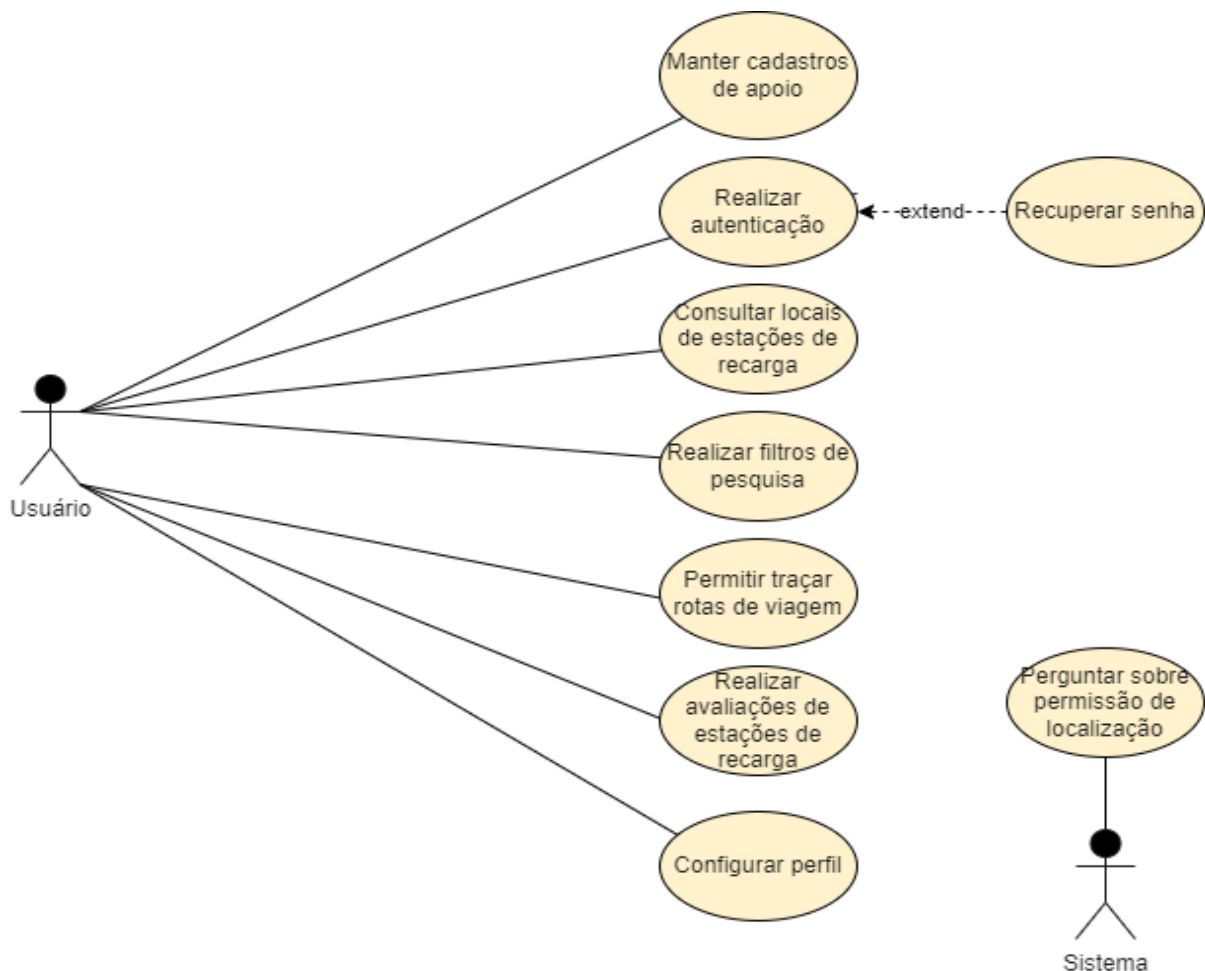 Manter cadastros
de apoio
Realizar
autenticação
extend
Recuperar senha
Consultar locais
de estações de
recarga
Usuário
Realizar filtros de
pesquisa
Permitir traçar
rotas de viagem
Realizar
avaliações de
estações de
recarga
Perguntar sobre
permissão de
localização
Configurar perfil
Sistema